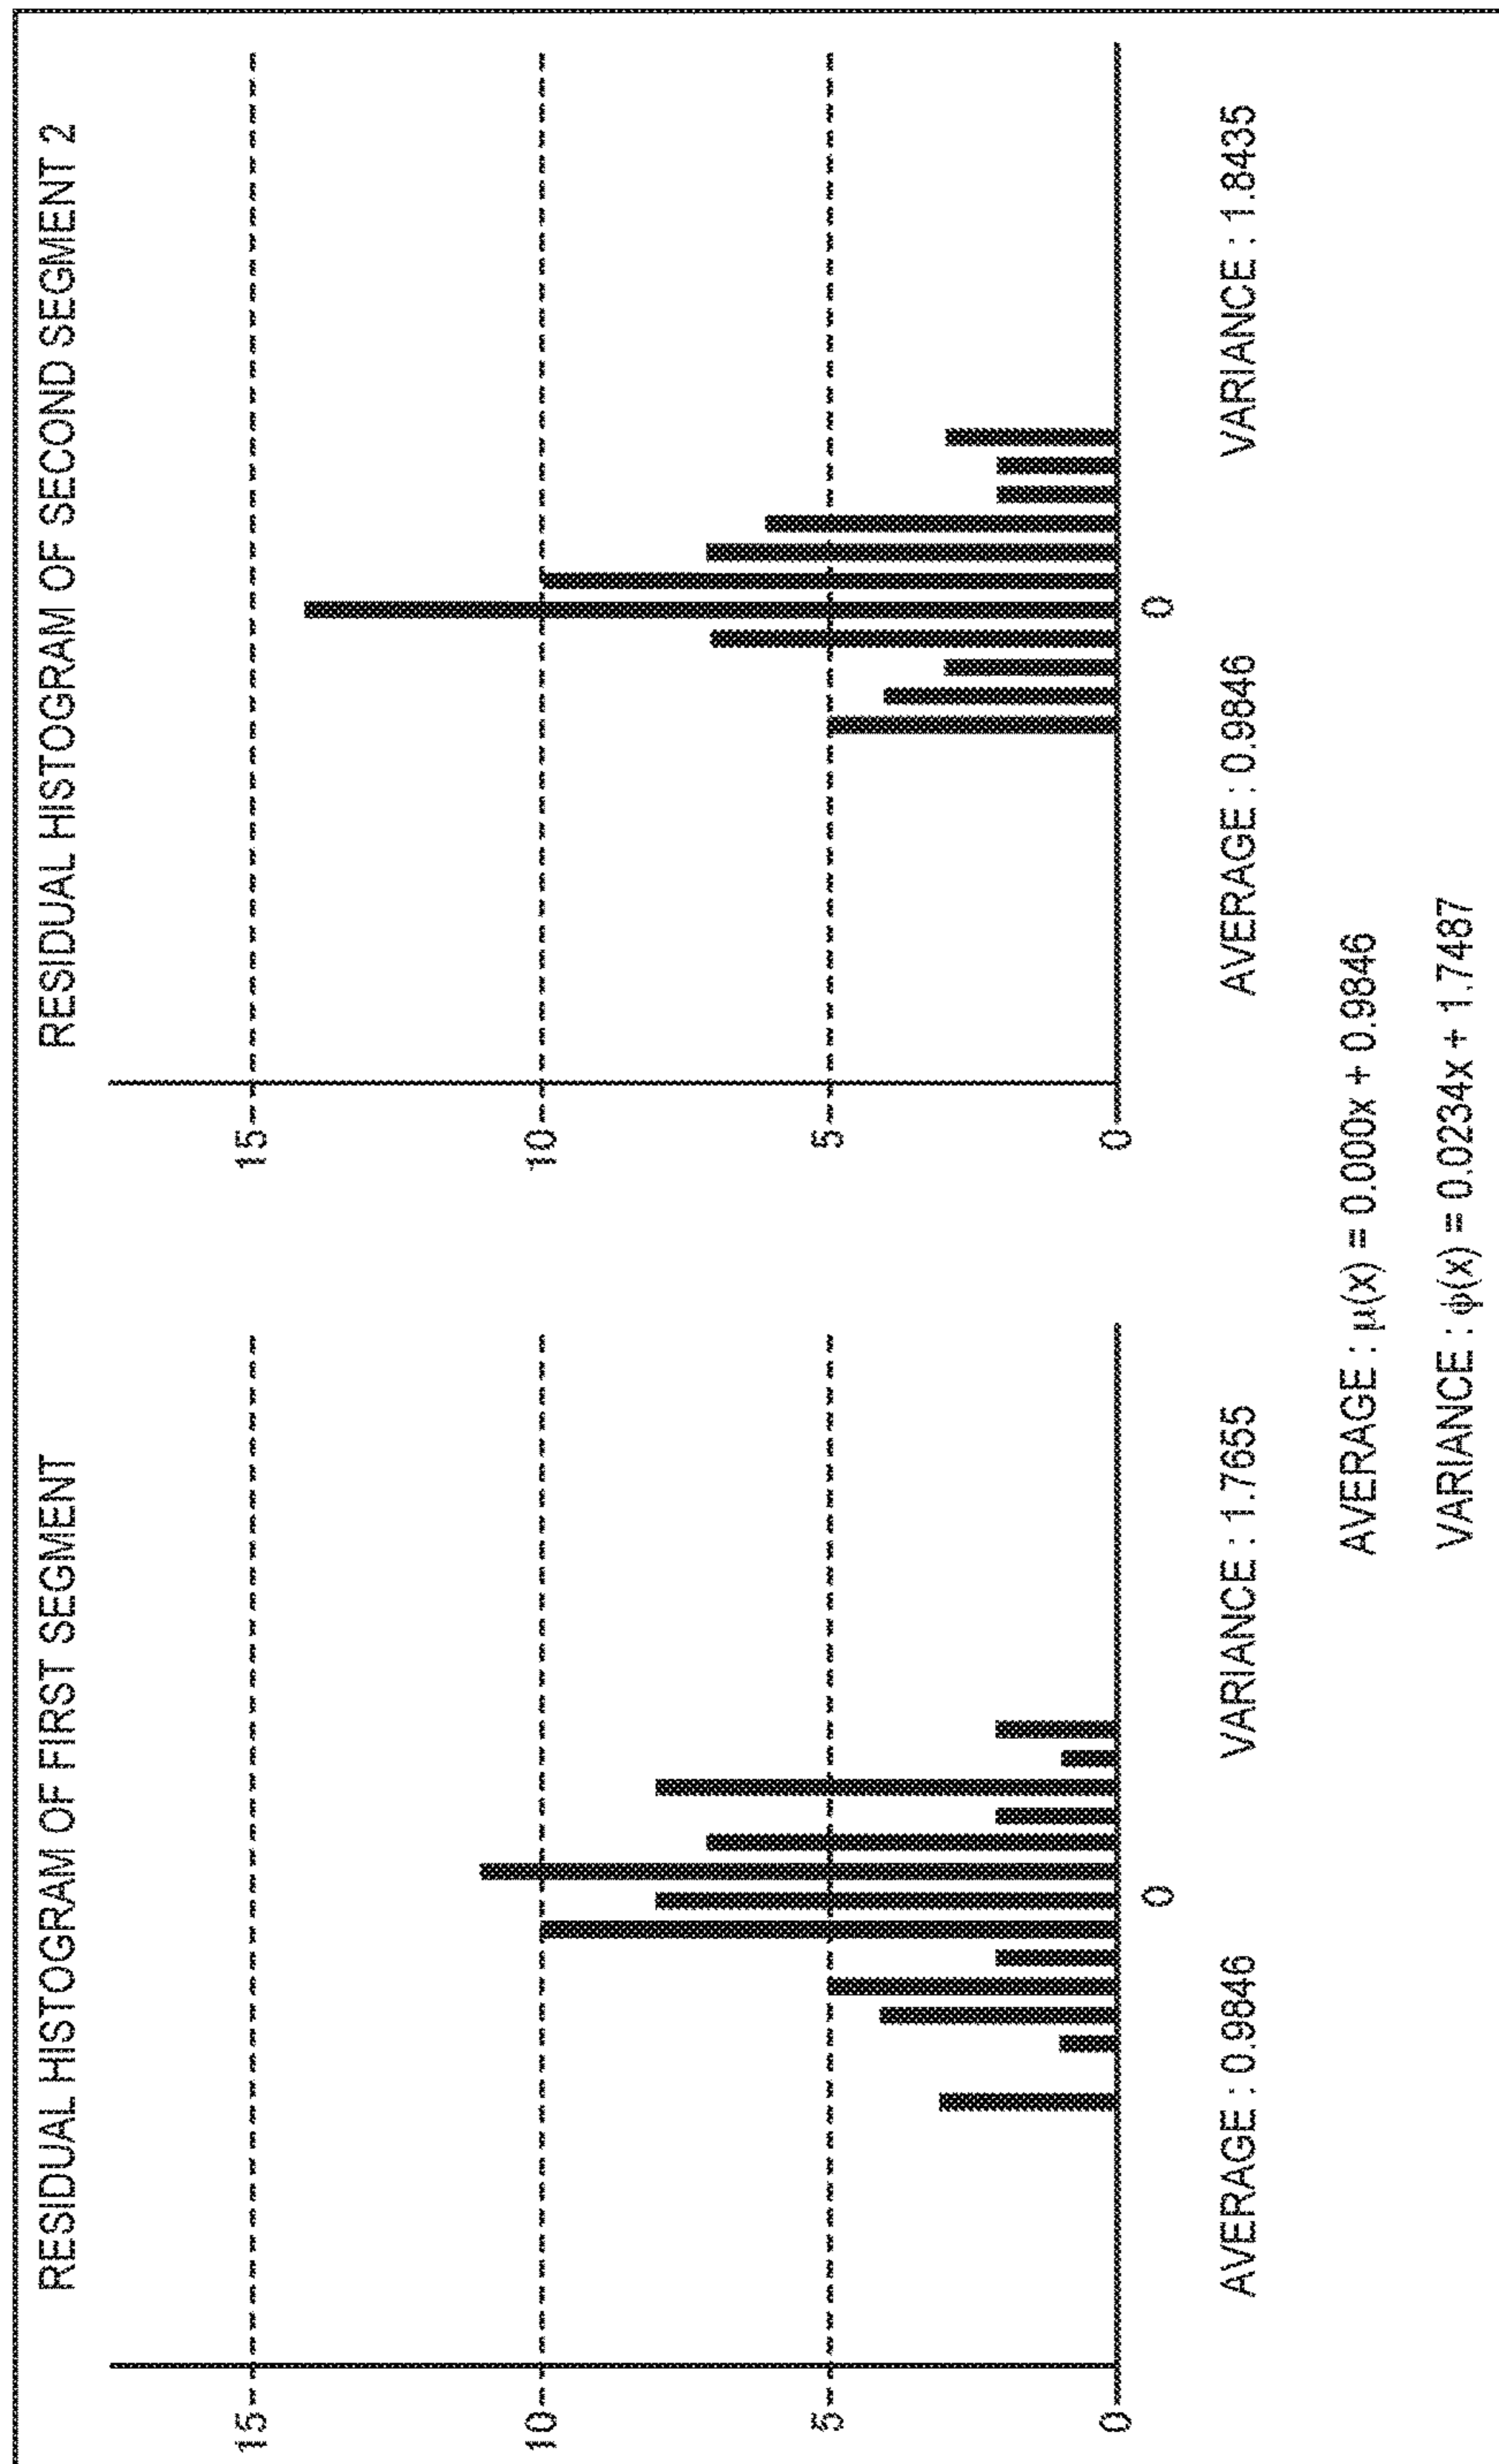 RESIDUAL HISTOGRAM OF FIRST SEGMENT
15
10
5
0
0
AVERAGE : 0.9846
VARIANCE : 1.7655
RESIDUAL HISTOGRAM OF SECOND SEGMENT 2
15
10
5
0
0
AVERAGE : 0.9846
VARIANCE : 1.8435
AVERAGE : μ(x) = 0.000x + 0.9846
VARIANCE : ϕ(x) = 0.0234x + 1.7487